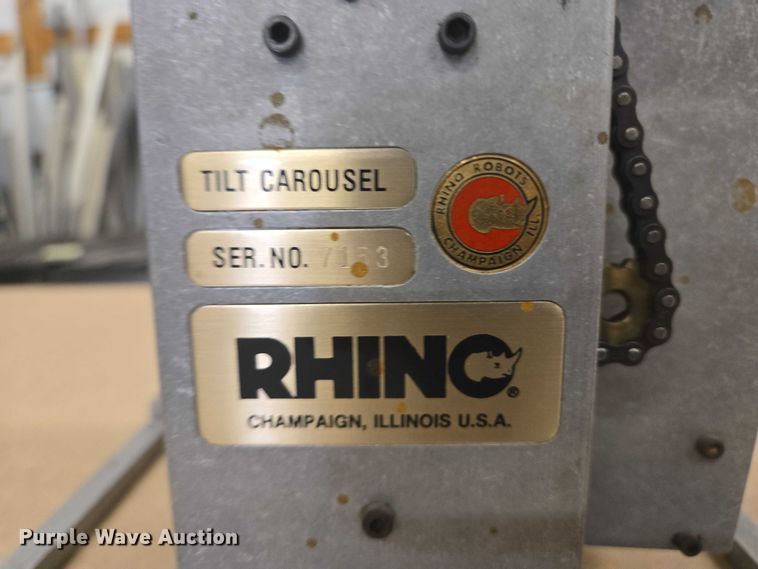 TILT CAROUSEL
RHINO ROBOTS
CHAMPAIGN ILL.
SER. NO.
RHINO®
CHAMPAIGN, ILLINOIS U.S.A.
Purple Wave Auction